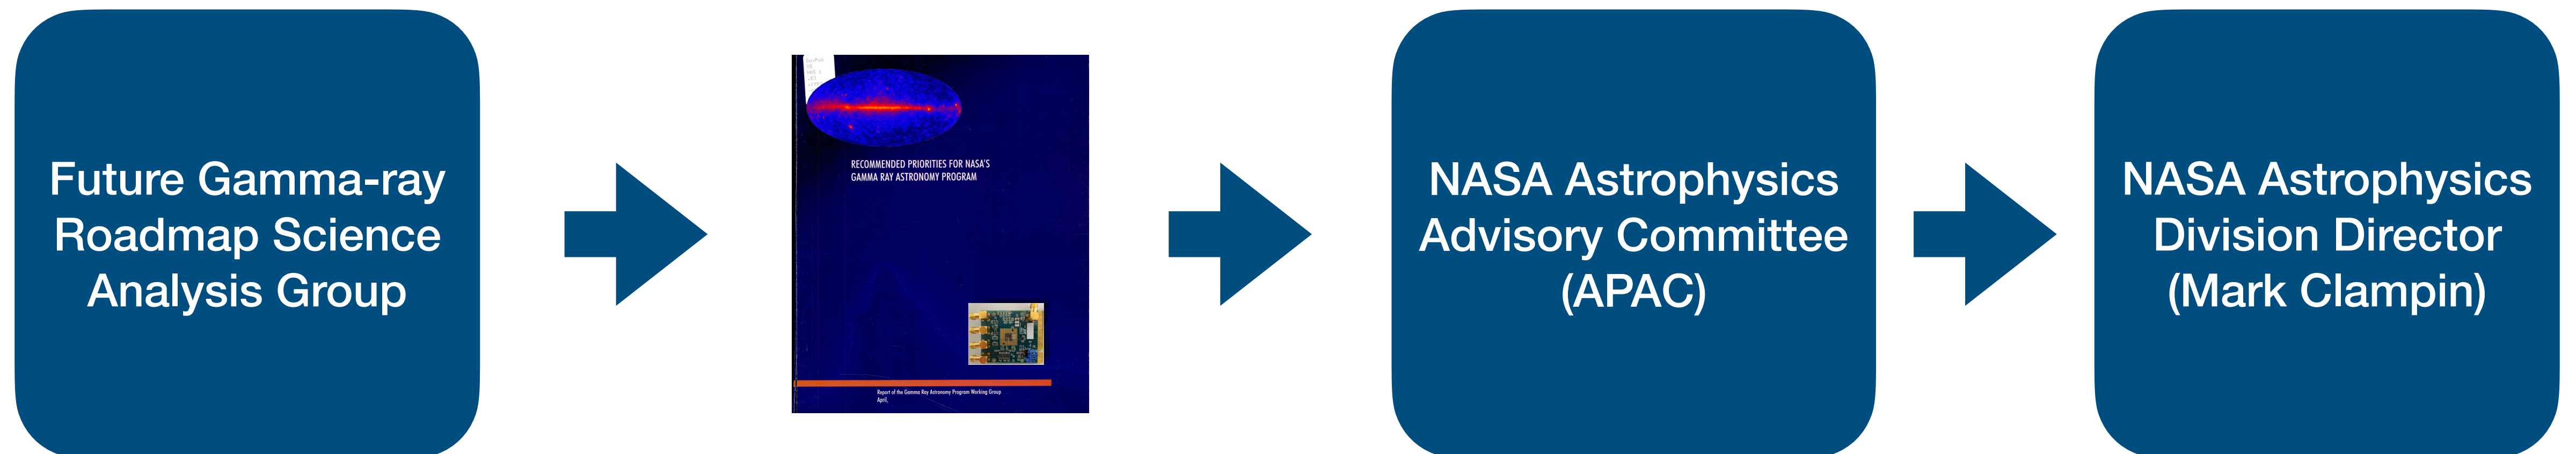 Future Gamma-ray
Roadmap Science
Analysis Group
RECOMMENDED PRIORITIES FOR NASA'S
GAMMA RAY ASTRONOMY PROGRAM
Report of the Gamma Ray Astronomy Program Working Group
April,
NASA Astrophysics
Advisory Committee
(APAC)
NASA Astrophysics
Division Director
(Mark Clampin)